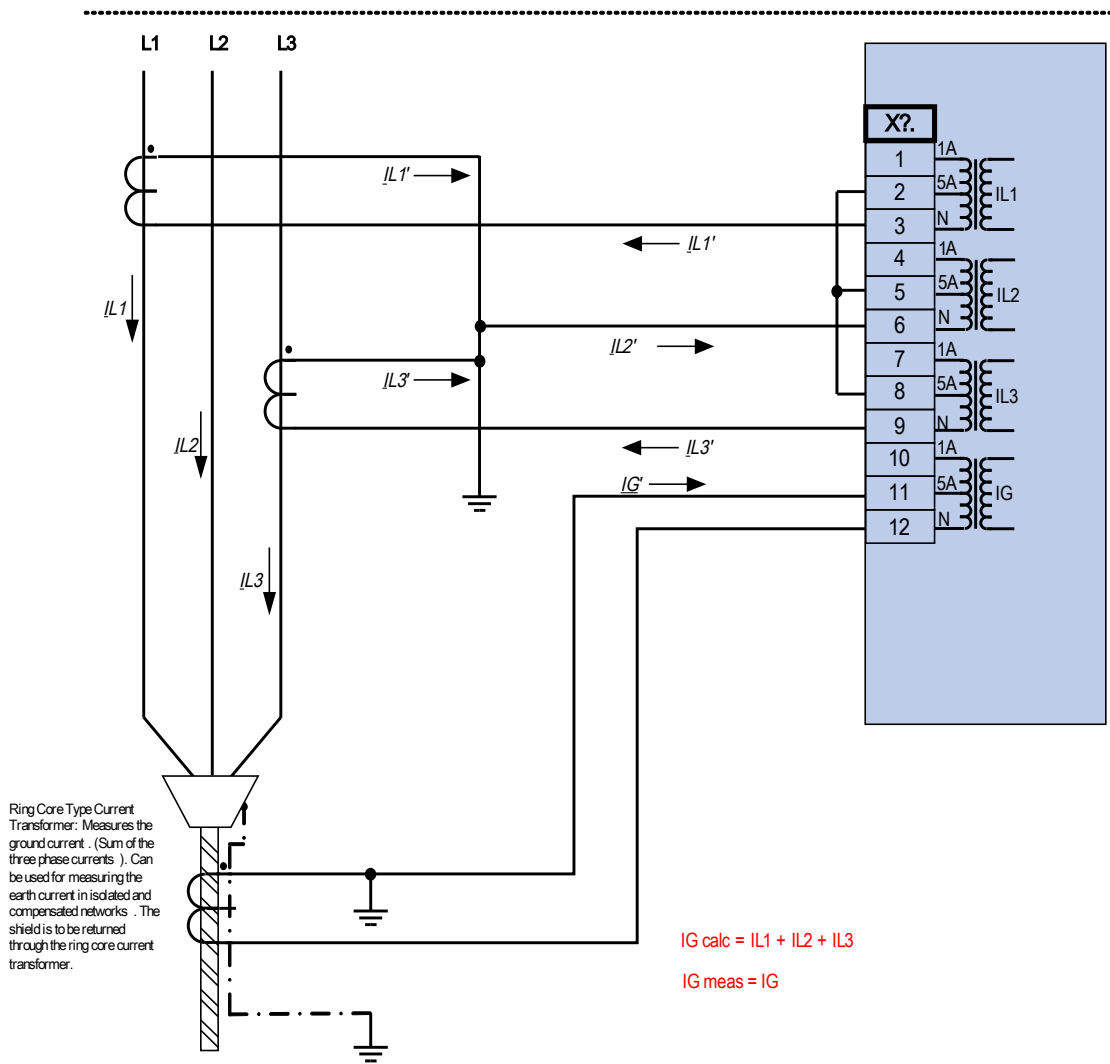 L1 L2 L3
X?.
1 1A
2 5A IL1
3 N
4 1A
5 5A IL2
6 N
7 1A
8 5A IL3
9 N
10 1A
11 5A IG
12 N
IL1'
IL1'
IL1
IL2'
IL3'
IL2
IL3'
IG'
IL3
Ring Core Type Current
Transformer: Measures the
ground current . (Sum of the
three phase currents ). Can
be used for measuring the
earth current in isolated and
compensated networks . The
shield is to be returned
through the ring core current
transformer.
IG calc = IL1 + IL2 + IL3
IG meas = IG